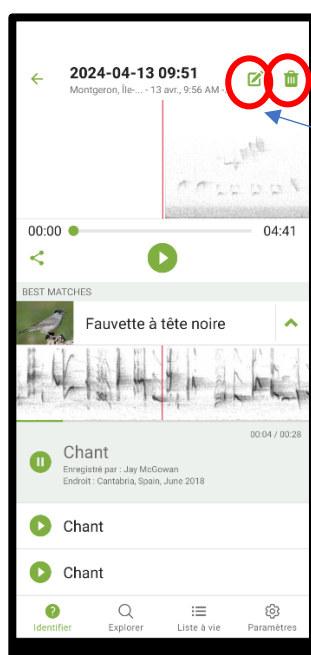 2024-04-13 09:51
Montgeron, Île-... - 13 avr., 9:56 AM -
00:00
04:41
BEST MATCHES
Fauvette à tête noire
00:04 / 00:28
Chant
Enregistré par : Jay McGowan
Endroit : Cantabria, Spain, June 2018
Chant
Chant
Identifier
Explorer
Liste à vie
Paramètres